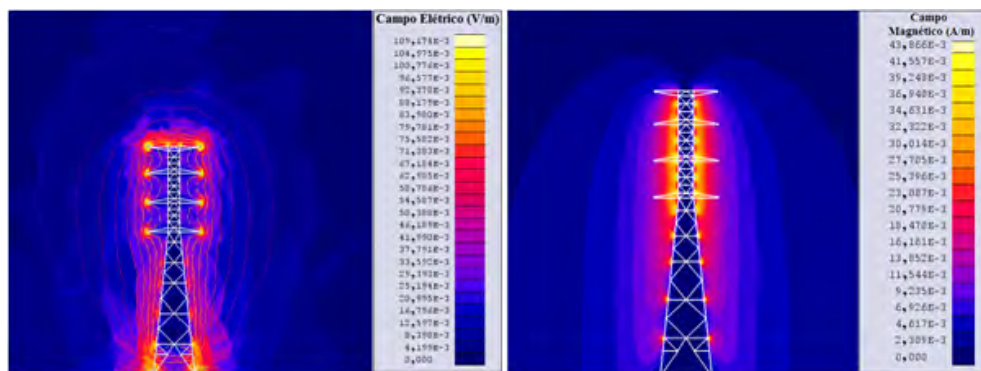 Campo Elétrico (V/m)
109,174E-3
104,975E-3
100,776E-3
96,577E-3
92,378E-3
88,179E-3
83,980E-3
79,781E-3
75,582E-3
71,383E-3
67,184E-3
62,985E-3
58,786E-3
54,587E-3
50,388E-3
46,189E-3
41,990E-3
37,791E-3
33,592E-3
29,393E-3
25,194E-3
20,995E-3
16,796E-3
12,597E-3
8,398E-3
4,199E-3
0,000
Campo
Magnético (A/m)
43,866E-3
41,557E-3
39,248E-3
36,940E-3
34,631E-3
32,322E-3
30,014E-3
27,705E-3
25,396E-3
23,087E-3
20,779E-3
18,470E-3
16,161E-3
13,852E-3
11,544E-3
9,235E-3
6,926E-3
4,617E-3
2,309E-3
0,000